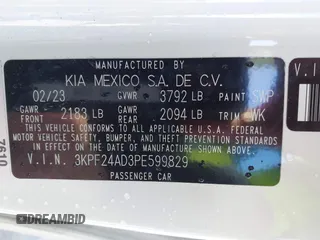 MFD BY
KIA MEXICO S.A. DE C.V.
02/23 GVWR 3792 LB PAINT SWP
GAWR FRONT 2183 LB GAWR REAR 2094 LB TRIM WK
THIS VEHICLE CONFORMS TO ALL APPLICABLE U.S.A. FEDERAL
MOTOR VEHICLE SAFETY, BUMPER, AND THEFT PREVENTION STANDARDS
IN EFFECT ON THE DATE OF MANUFACTURE SHOWN ABOVE.
V.I.N. 3KPF24AD3PE599829
PASSENGER CAR
7610
V.I.
© DREAMBID